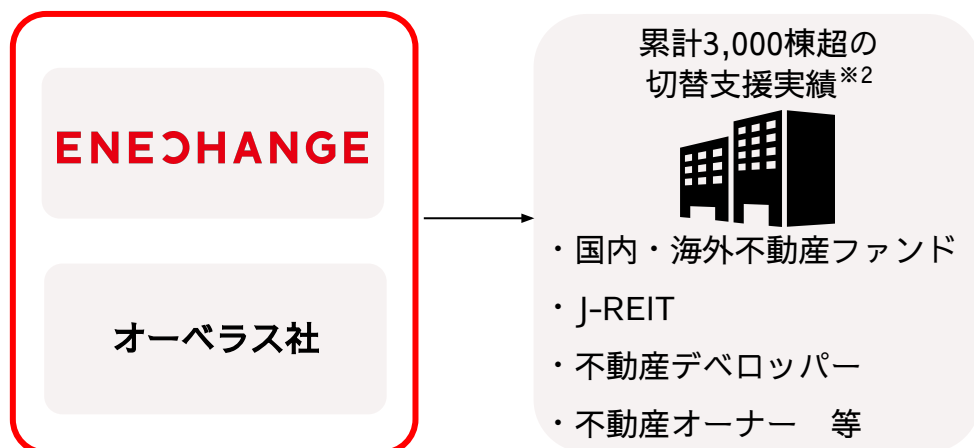 ENECHANGE
オーベラス社
累計3,000棟超の
切替支援実績※2
・国内・海外不動産ファンド
・J-REIT
・不動産デベロッパー
・不動産オーナー　等